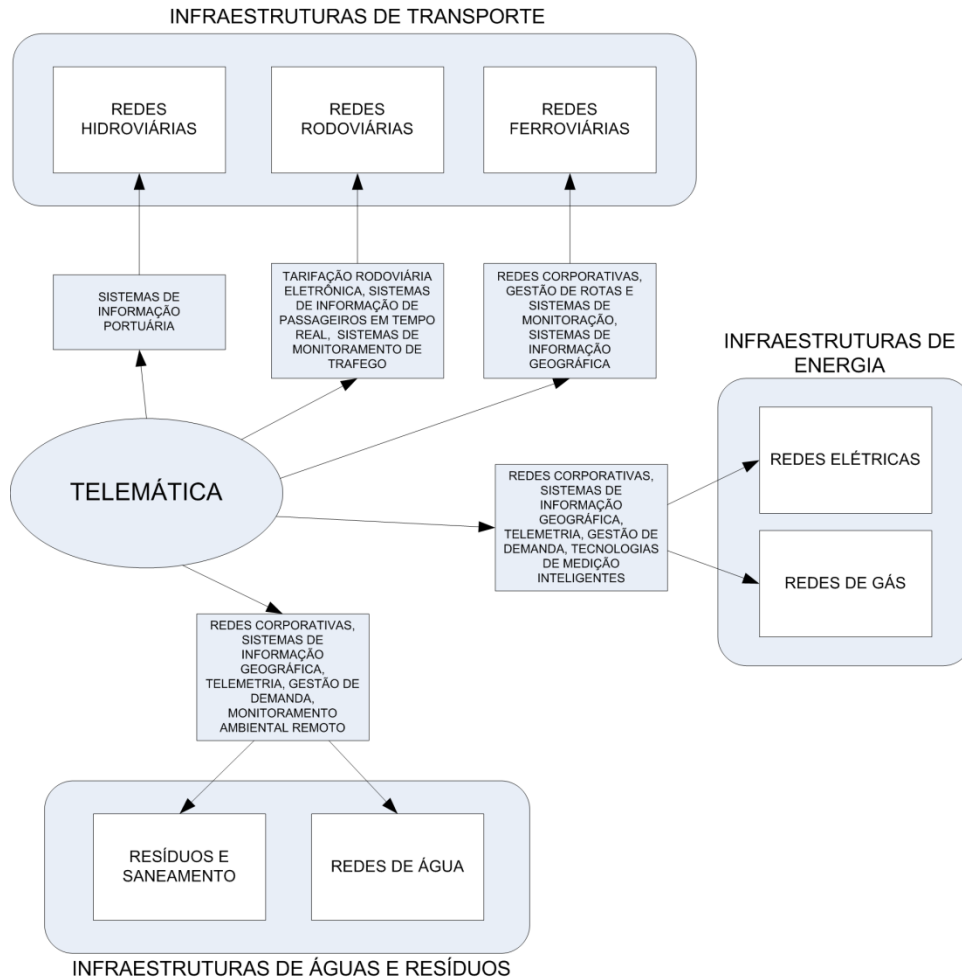 INFRAESTRUTURAS DE TRANSPORTE
REDES
HIDROVIÁRIAS
REDES
RODOVIÁRIAS
REDES
FERROVIÁRIAS
SISTEMAS DE
INFORMAÇÃO
PORTUÁRIA
TARIFAÇÃO RODOVIÁRIA
ELETRÔNICA, SISTEMAS
DE INFORMAÇÃO DE
PASSAGEIROS EM TEMPO
REAL, SISTEMAS DE
MONITORAMENTO DE
TRAFEGO
REDES CORPORATIVAS,
GESTÃO DE ROTAS E
SISTEMAS DE
MONITORAÇÃO,
SISTEMAS DE
INFORMAÇÃO
GEOGRÁFICA
INFRAESTRUTURAS DE
ENERGIA
REDES ELÉTRICAS
REDES DE GÁS
TELEMÁTICA
REDES CORPORATIVAS,
SISTEMAS DE
INFORMAÇÃO
GEOGRÁFICA,
TELEMETRIA, GESTÃO DE
DEMANDA, TECNOLOGIAS
DE MEDIÇÃO
INTELIGENTES
REDES CORPORATIVAS,
SISTEMAS DE
INFORMAÇÃO
GEOGRÁFICA,
TELEMETRIA, GESTÃO DE
DEMANDA,
MONITORAMENTO
AMBIENTAL REMOTO
RESÍDUOS E
SANEAMENTO
REDES DE ÁGUA
INFRAESTRUTURAS DE ÁGUAS E RESÍDUOS